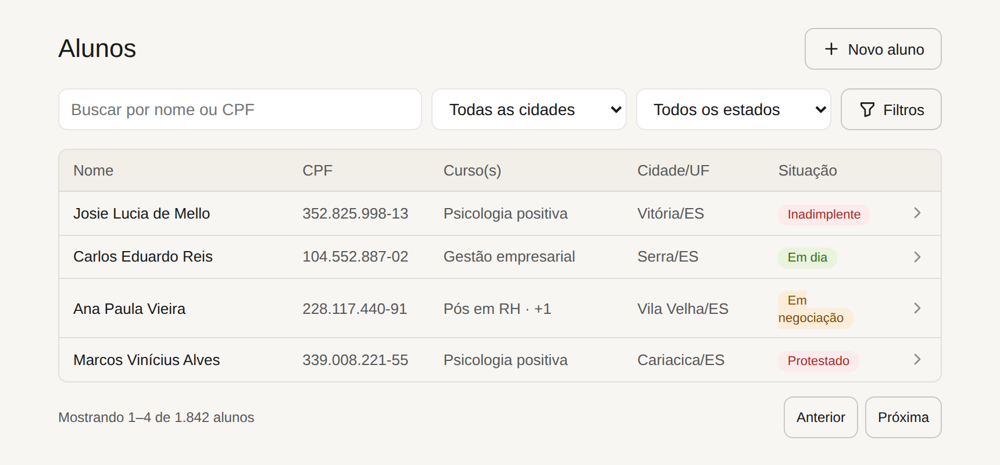 Alunos
Novo aluno
Buscar por nome ou CPF
Todas as cidades
Todos os estados
Filtros
Nome CPF Curso(s) Cidade/UF Situação
Josie Lucia de Mello 352.825.998-13 Psicologia positiva Vitória/ES Inadimplente
Carlos Eduardo Reis 104.552.887-02 Gestão empresarial Serra/ES Em dia
Ana Paula Vieira 228.117.440-91 Pós em RH · +1 Vila Velha/ES Em
negociação
Marcos Vinícius Alves 339.008.221-55 Psicologia positiva Cariacica/ES Protestado
Mostrando 1–4 de 1.842 alunos
Anterior
Próxima